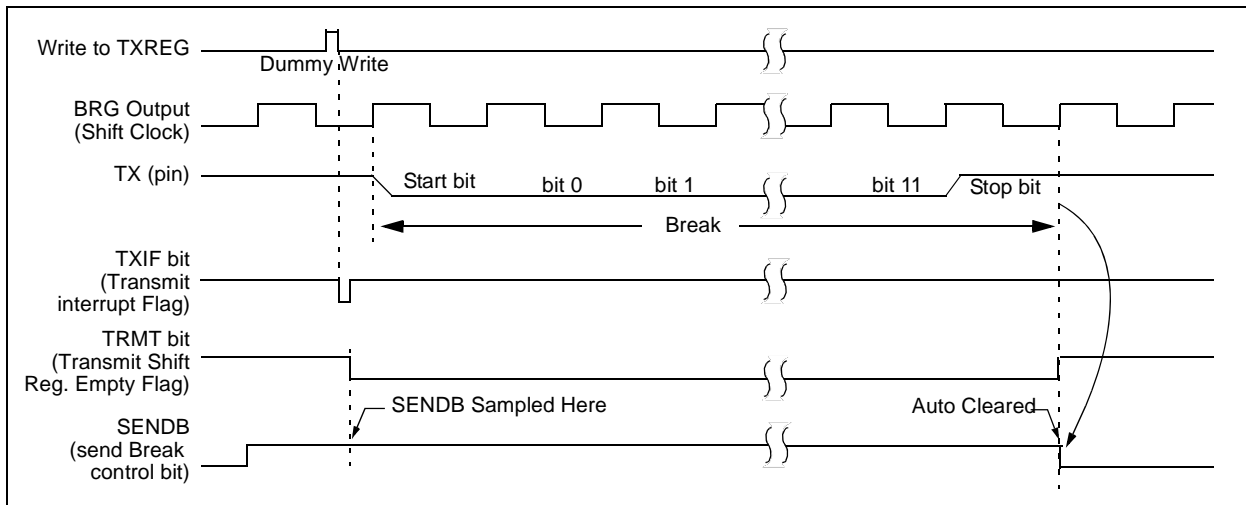 Write to TXREG
Dummy Write
BRG Output
(Shift Clock)
TX (pin)
Start bit
bit 0
bit 1
bit 11
Stop bit
Break
TXIF bit
(Transmit
interrupt Flag)
TRMT bit
(Transmit Shift
Reg. Empty Flag)
SENDB Sampled Here
Auto Cleared
SENDB
(send Break
control bit)